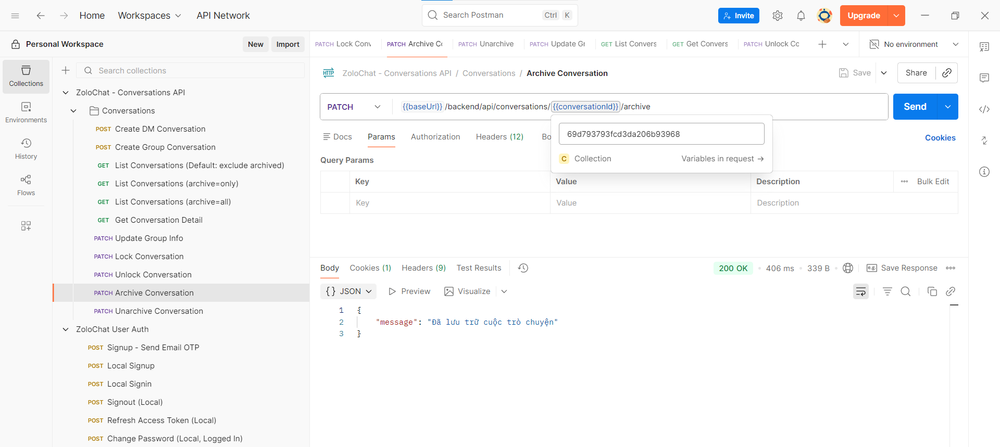 Home Workspaces API Network Search Postman Ctrl K Invite Upgrade
Personal Workspace New Import
PATCH Lock Conv PATCH Archive Co PATCH Unarchive PATCH Update Gr GET List Convers GET Get Convers PATCH Unlock Co No environment
Collections
Environments
History
Flows
Search collections
ZoloChat - Conversations API
Conversations
POST Create DM Conversation
POST Create Group Conversation
GET List Conversations (Default: exclude archived)
GET List Conversations (archive=only)
GET List Conversations (archive=all)
GET Get Conversation Detail
PATCH Update Group Info
PATCH Lock Conversation
PATCH Unlock Conversation
PATCH Archive Conversation
PATCH Unarchive Conversation
ZoloChat User Auth
POST Signup - Send Email OTP
POST Local Signup
POST Local Signin
POST Signout (Local)
POST Refresh Access Token (Local)
POST Change Password (Local, Logged In)
HTTP ZoloChat - Conversations API / Conversations / Archive Conversation Save Share
PATCH {{baseUrl}} /backend/api/conversations/ {{conversationId}} /archive Send
Docs Params Authorization Headers (12) Bo Cookies
69d793793fcd3da206b93968
C Collection Variables in request →
Query Params
Key Value Description Bulk Edit
Key Value Description
Body Cookies (1) Headers (9) Test Results 200 OK 406 ms 339 B e.g. Save Response
{} JSON Preview Visualize
1 {
2 "message": "Đã lưu trữ cuộc trò chuyện"
3 }